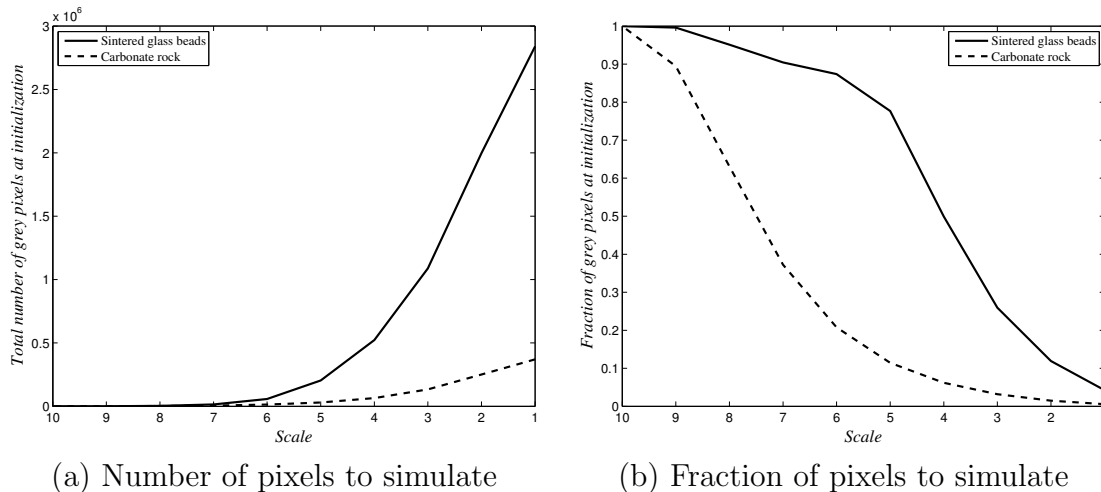 3
x 10⁶
Sintered glass beads
Carbonate rock
2.5
2
1.5
1
0.5
0
Total number of grey pixels at initialization
10 9 8 7 6 5 4 3 2 1
Scale
(a) Number of pixels to simulate
1
Sintered glass beads
Carbonate rock
0.9
0.8
0.7
0.6
0.5
0.4
0.3
0.2
0.1
0
Fraction of grey pixels at initialization
10 9 8 7 6 5 4 3 2
Scale
(b) Fraction of pixels to simulate